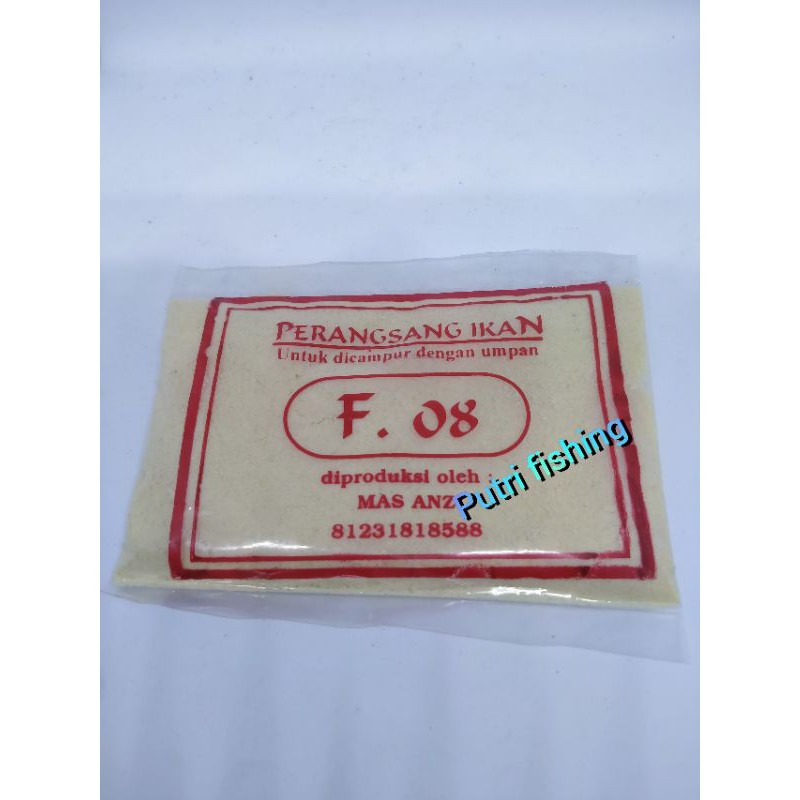 PERANGSANG IKAN
Untuk dicampur dengan umpan
F. 08
diproduksi oleh :
MAS ANZ
81231818588
Putri fishing